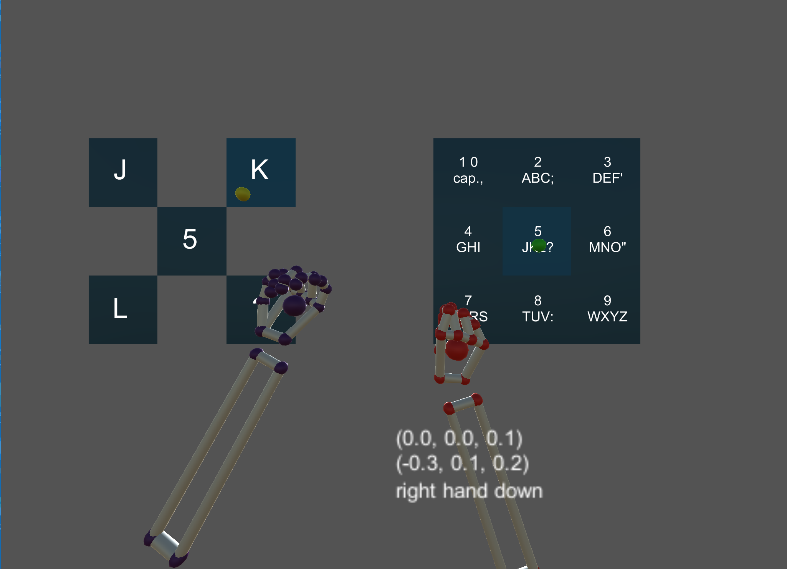 J
K
5
L
1 0
cap.,
2
ABC;
3
DEF'
4
GHI
5
6
MNO"
7
8
TUV:
9
WXYZ
(0.0, 0.0, 0.1)
(-0.3, 0.1, 0.2)
right hand down